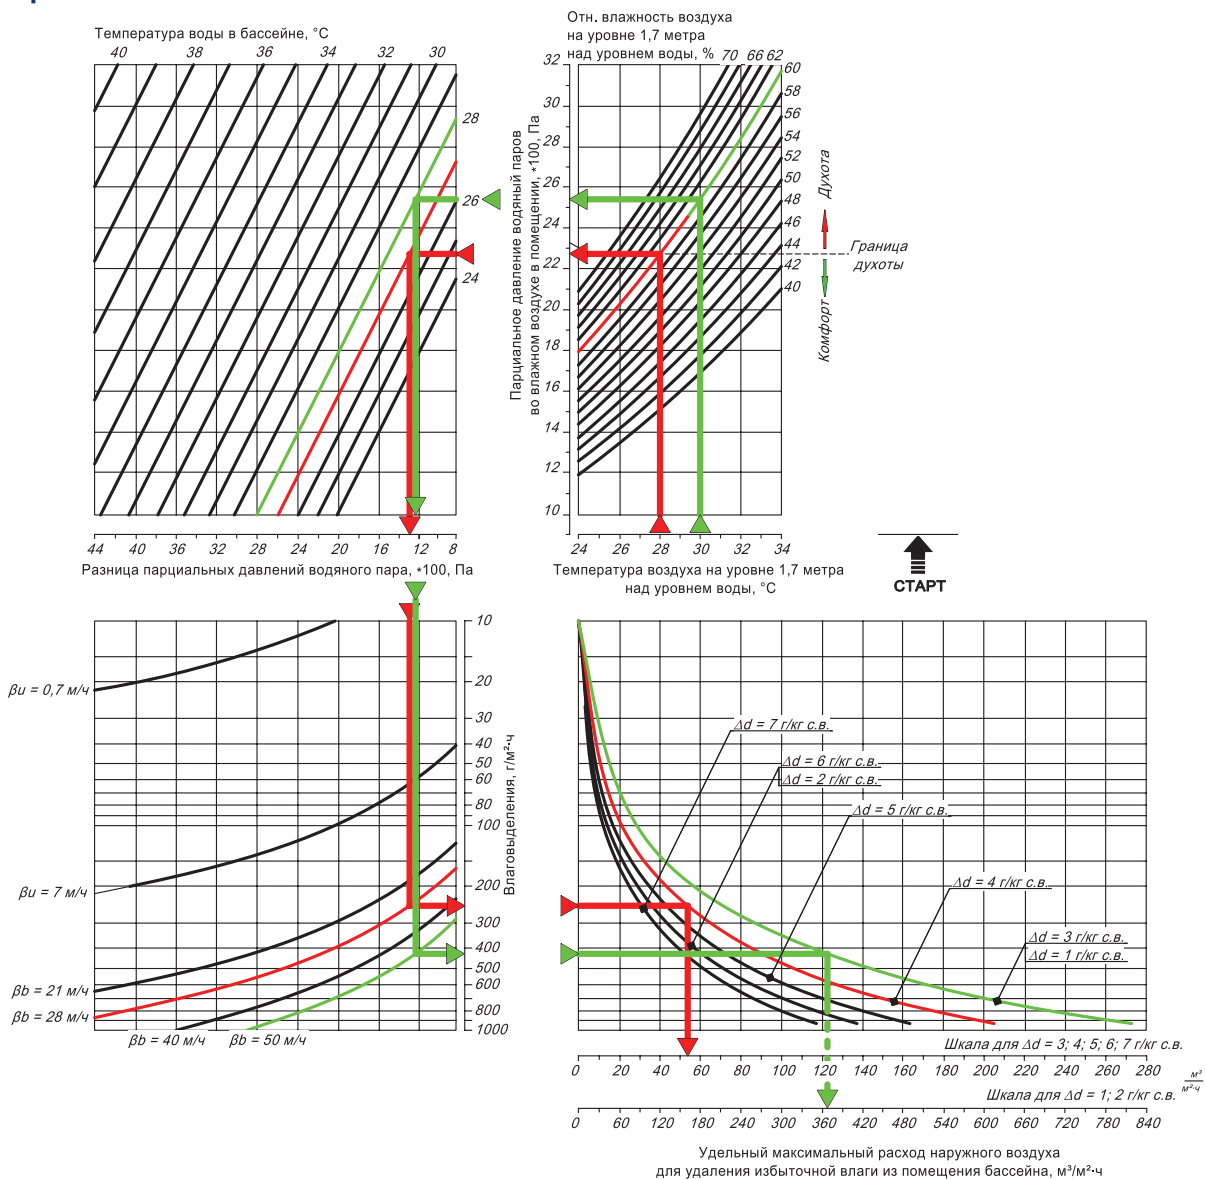 Температура воды в бассейне, °C
40 38 36 34 32 30
28
26
24
44 40 36 32 28 24 20 16 12 8
Разница парциальных давлений водяного пара, *100, Па
Отн. влажность воздуха
на уровне 1,7 метра
над уровнем воды, % 70 66 62
60
58
56
54
52
50
48
46
44
42
40
Парциальное давление водяный паров
во влажном воздухе в помещении, *100, Па
32
30
28
26
24
22
20
18
16
14
12
10
24 26 28 30 32 34
Температура воздуха на уровне 1,7 метра
над уровнем воды, °C
Духота
Граница
духоты
Комфорт
СТАРТ
βu = 0,7 м/ч
βu = 7 м/ч
βb = 21 м/ч
βb = 28 м/ч
βb = 40 м/ч
βb = 50 м/ч
10
20
30
40
50
60
80
100
200
300
400
500
600
800
1000
Влаговыделения, г/м²·ч
Δd = 7 г/кг с.в.
Δd = 6 г/кг с.в.
Δd = 2 г/кг с.в.
Δd = 5 г/кг с.в.
Δd = 4 г/кг с.в.
Δd = 3 г/кг с.в.
Δd = 1 г/кг с.в.
Шкала для Δd = 3; 4; 5; 6; 7 г/кг с.в.
0 20 40 60 80 100 120 140 160 180 200 220 240 260 280
м³
м²·ч
Шкала для Δd = 1; 2 г/кг с.в.
0 60 120 180 240 300 360 420 480 540 600 660 720 780 840
Удельный максимальный расход наружного воздуха
для удаления избыточной влаги из помещения бассейна, м³/м²·ч